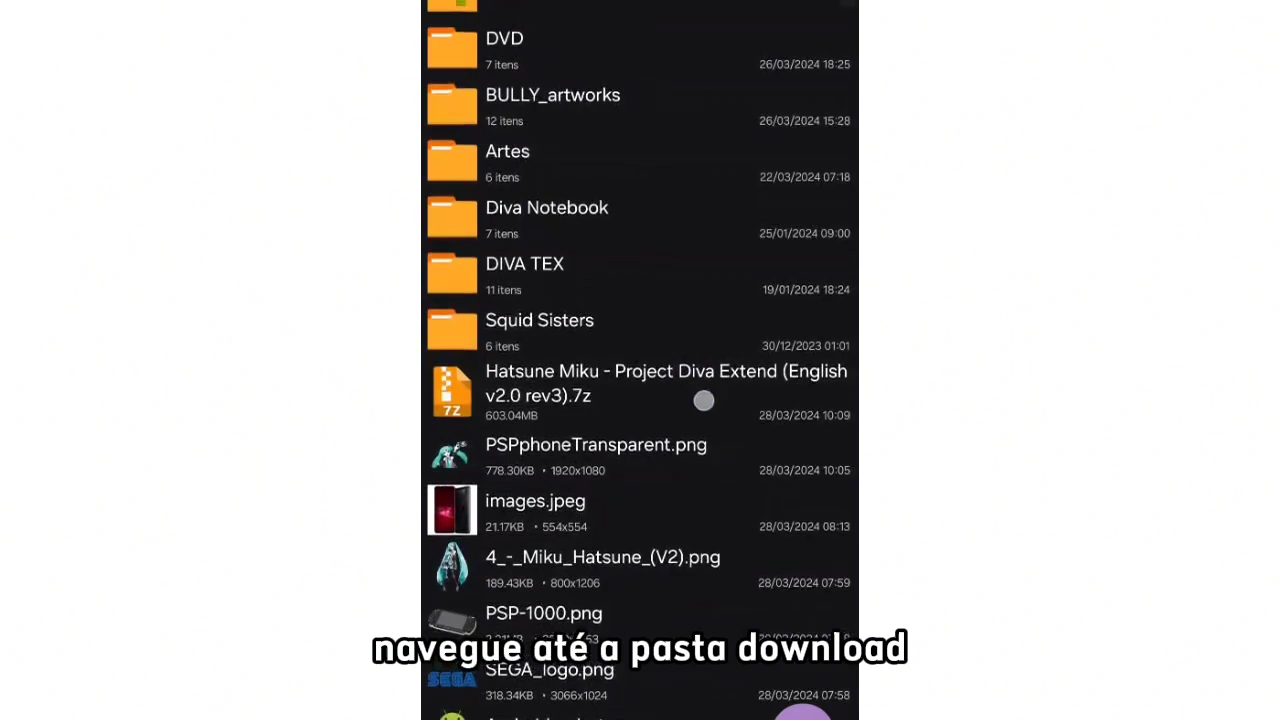 DVD
7 itens
26/03/2024 18:25
BULLY_artworks
12 itens
26/03/2024 15:28
Artes
6 itens
22/03/2024 07:18
Diva Notebook
7 itens
25/01/2024 09:00
DIVA TEX
11 itens
19/01/2024 18:24
Squid Sisters
6 itens
30/12/2023 01:01
Hatsune Miku - Project Diva Extend (English
v2.0 rev3).7z
7Z
603.04MB
28/03/2024 10:09
PSPphoneTransparent.png
778.30KB • 1920x1080
28/03/2024 10:05
images.jpeg
21.17KB • 554x554
28/03/2024 08:13
4_-_Miku_Hatsune_(V2).png
189.43KB • 800x1206
28/03/2024 07:59
PSP-1000.png
navegue até a pasta download
SEGA_logo.png
SEGA
318.34KB • 3066x1024
28/03/2024 07:58